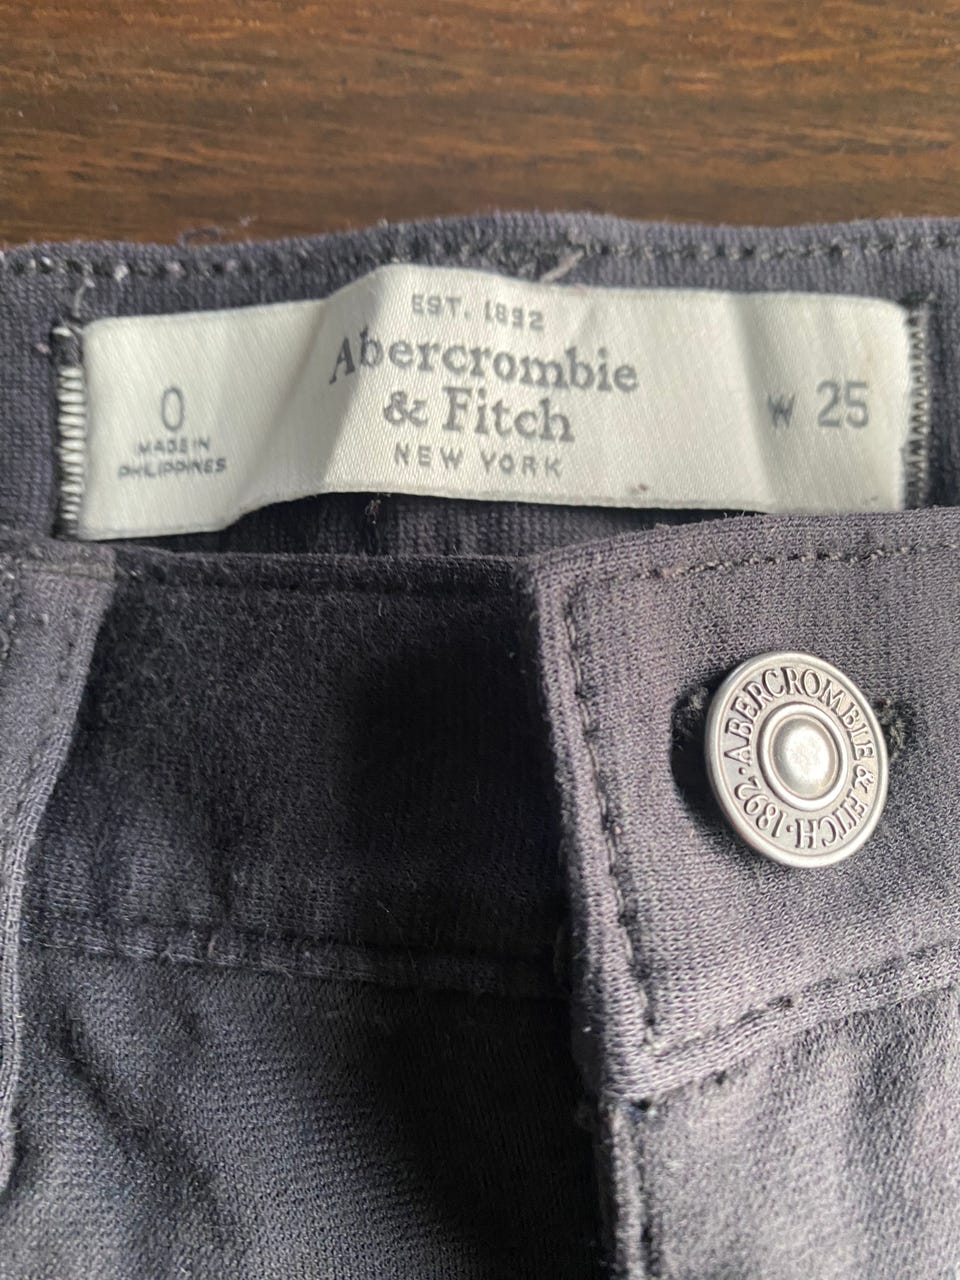 EST. 1892
Abercrombie
& Fitch
NEW YORK
0
MADE IN
PHILIPPINES
W 25
ABERCROMBIE & FITCH · 1892 ·